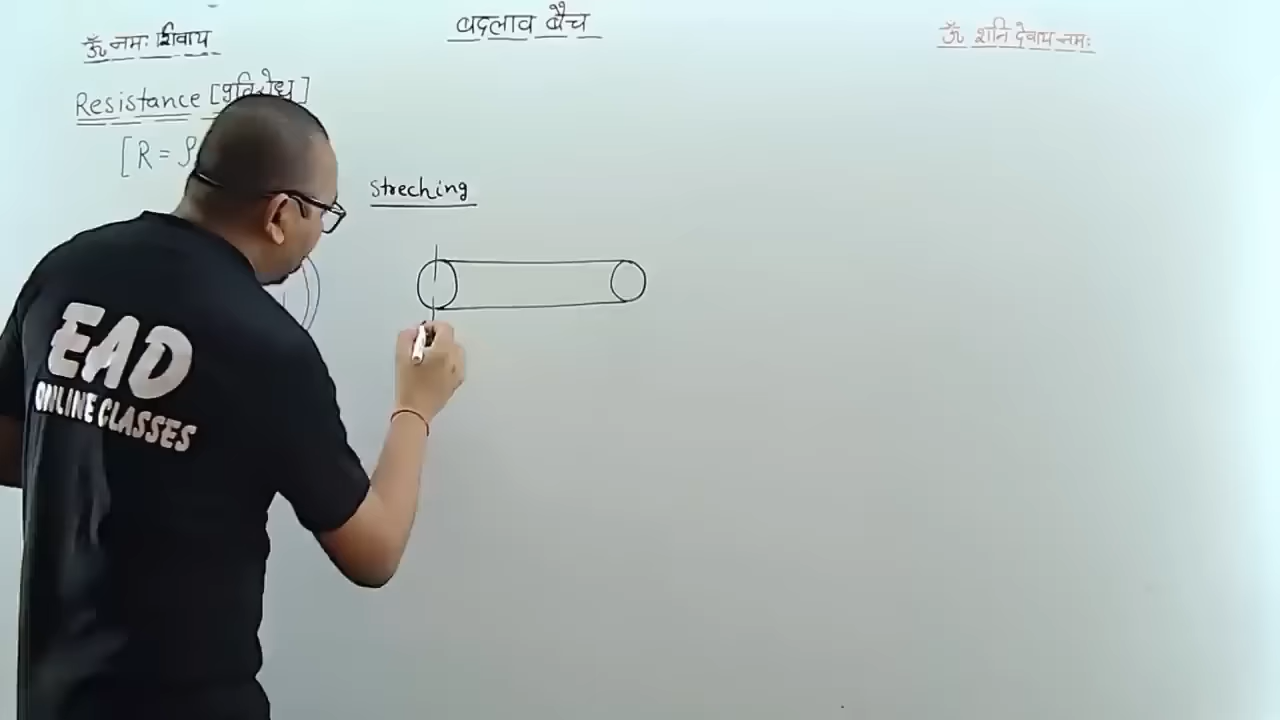 ॐ नमः शिवाय
बदलाव बैच
ॐ शनि देवाय नमः
Resistance [प्रतिरोध]
[R = ρ
Streching
EAD
ONLINE CLASSES